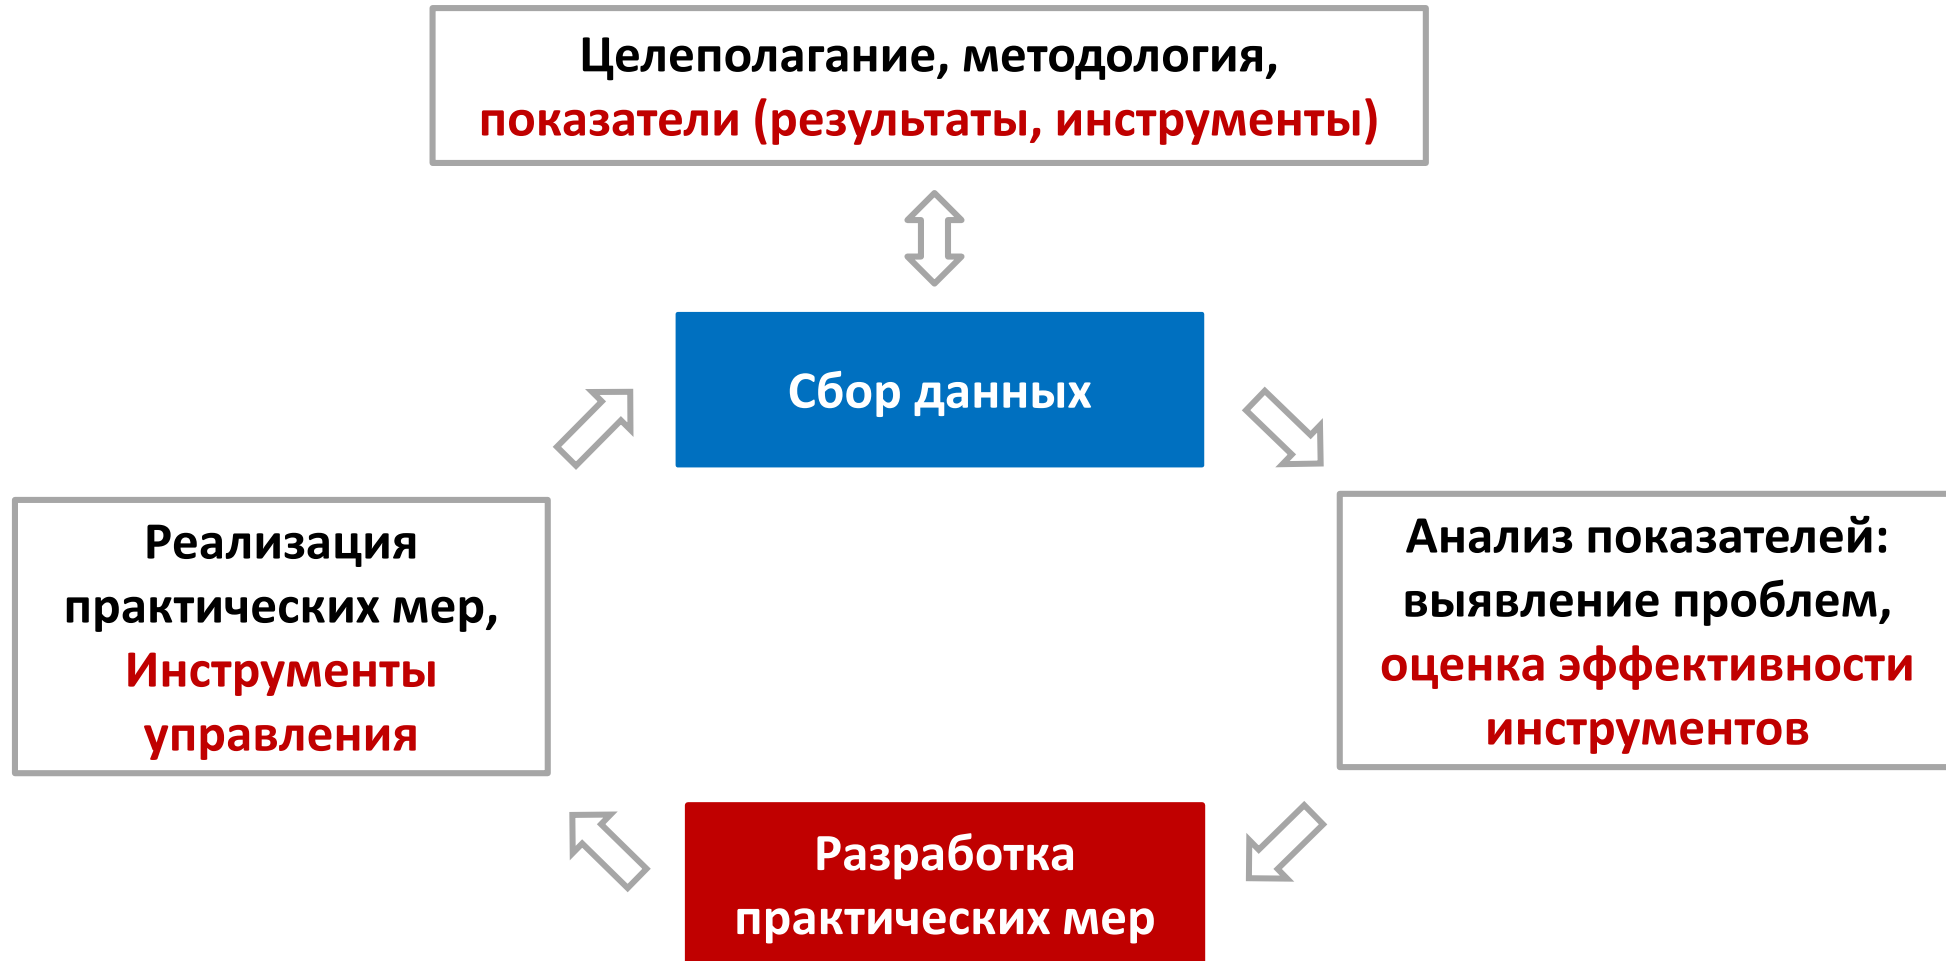 Целеполагание, методология,
показатели (результаты, инструменты)
Сбор данных
Реализация
практических мер,
Инструменты
управления
Анализ показателей:
выявление проблем,
оценка эффективности
инструментов
Разработка
практических мер